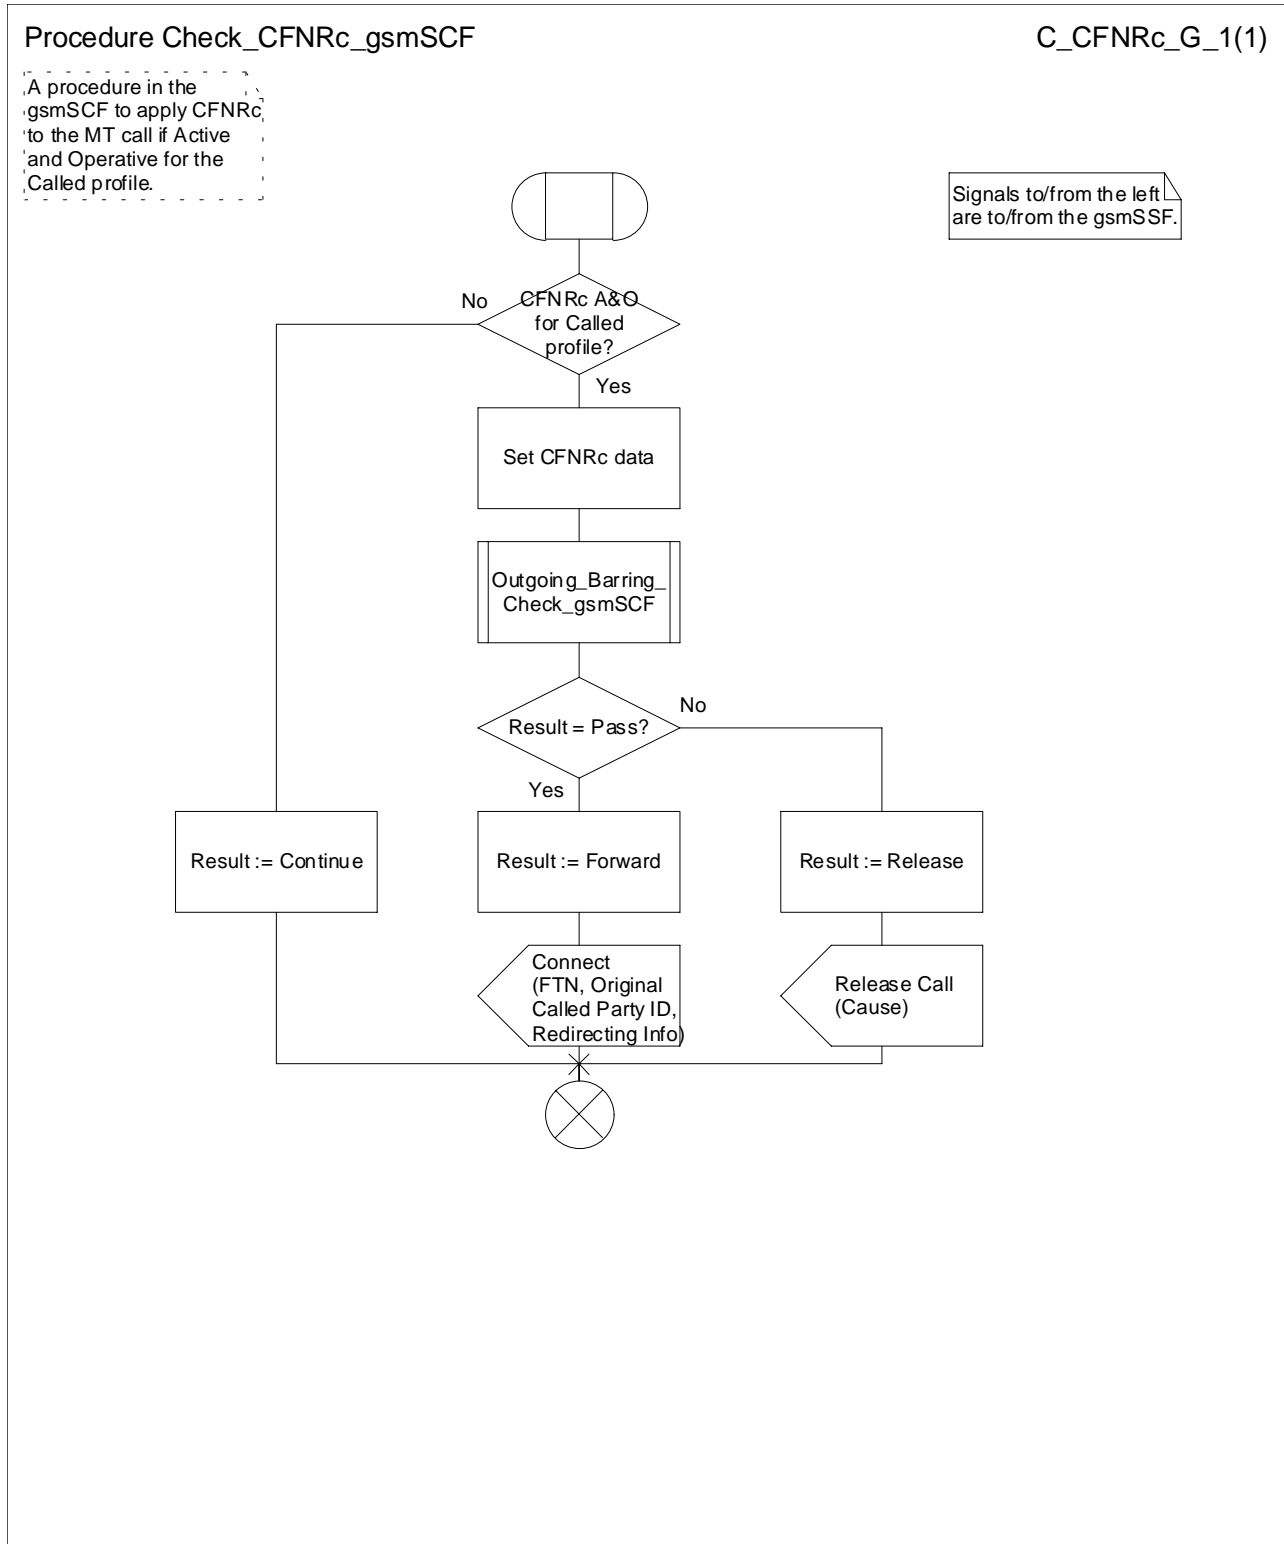 Procedure Check_CFNRc_gsmSCF
C_CFNRc_G_1(1)
A procedure in the
gsmSCF to apply CFNRc
to the MT call if Active
and Operative for the
Called profile.
Signals to/from the left
are to/from the gsmSSF.
No
CFNRc A&O
for Called
profile?
Yes
Set CFNRc data
Outgoing_Barring_
Check_gsmSCF
No
Result = Pass?
Yes
Result := Continue
Result := Forward
Result := Release
Connect
(FTN, Original
Called Party ID,
Redirecting Info)
Release Call
(Cause)